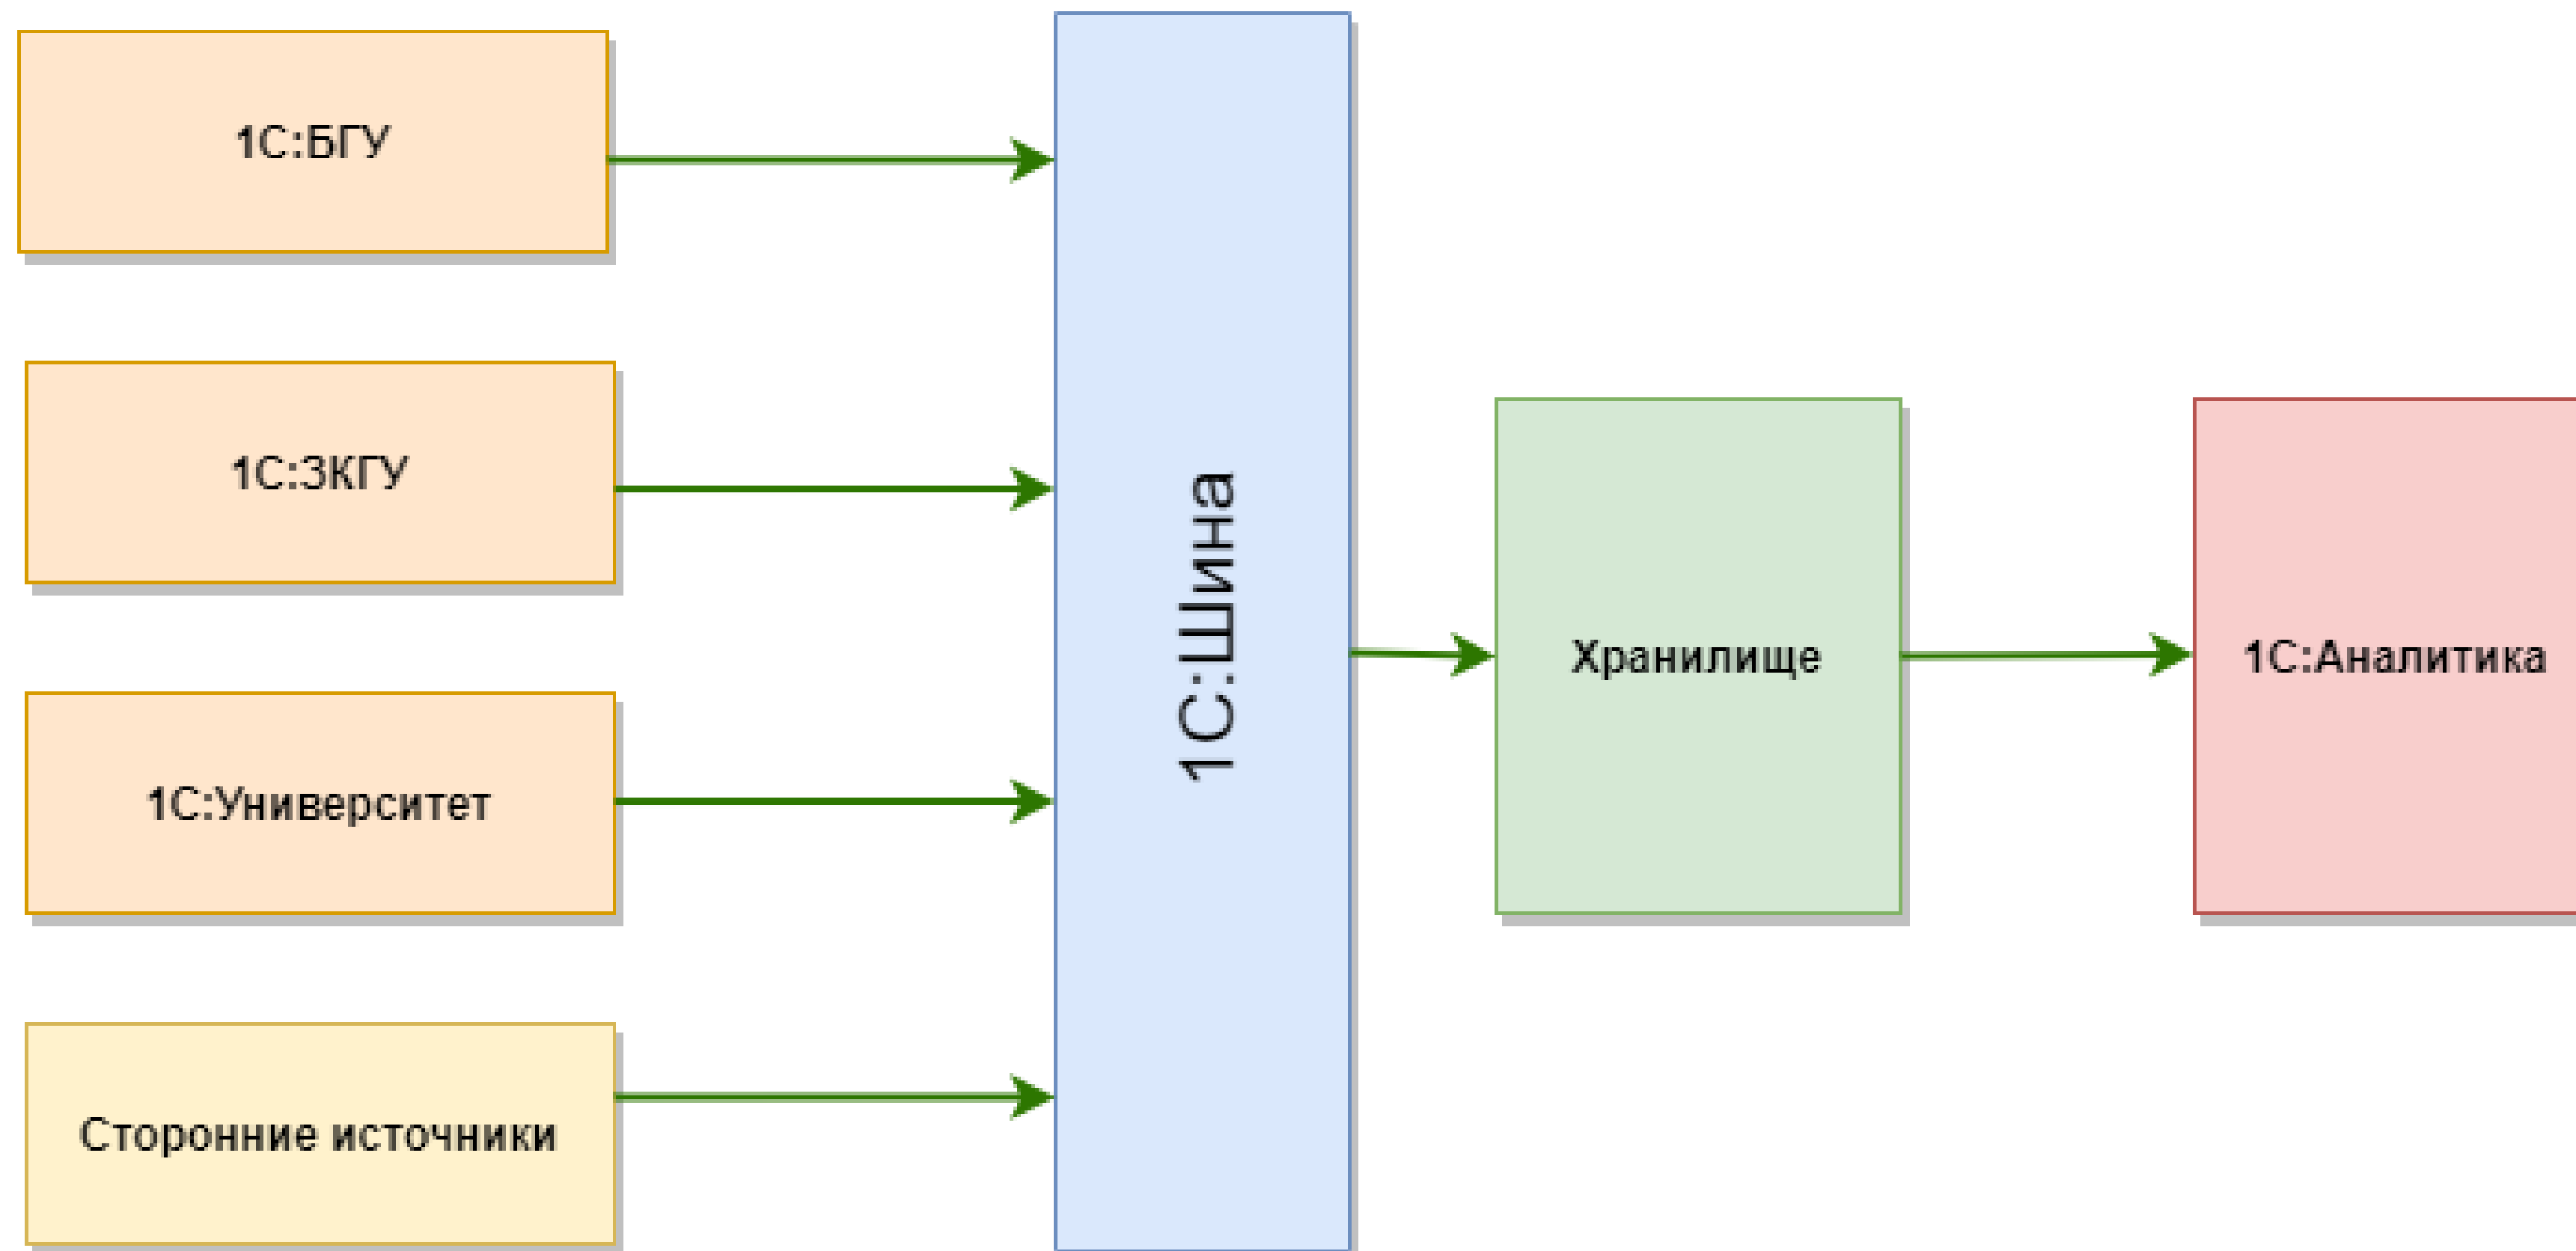 1С:БГУ
1С:ЗКГУ
1С:Университет
Сторонние источники
1С:Шина
Хранилище
1С:Аналитика